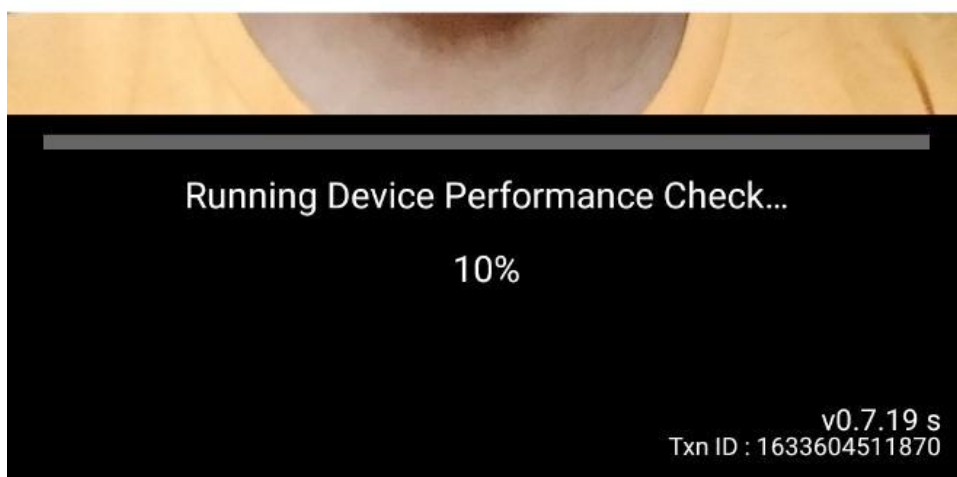 Running Device Performance Check...
10%
v0.7.19 s
Txn ID : 1633604511870